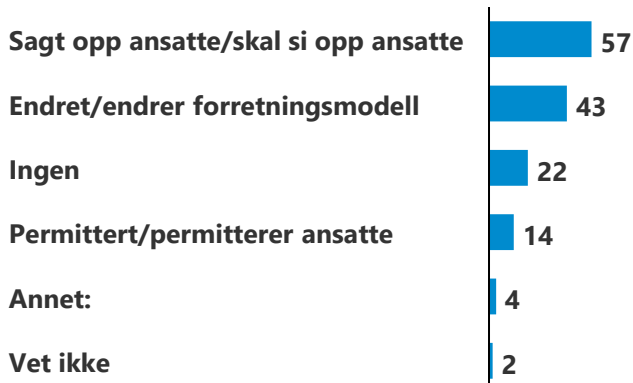 Sagt opp ansatte/skal si opp ansatte 57
Endret/endrer forretningsmodell 43
Ingen 22
Permittert/permitterer ansatte 14
Annet: 4
Vet ikke 2